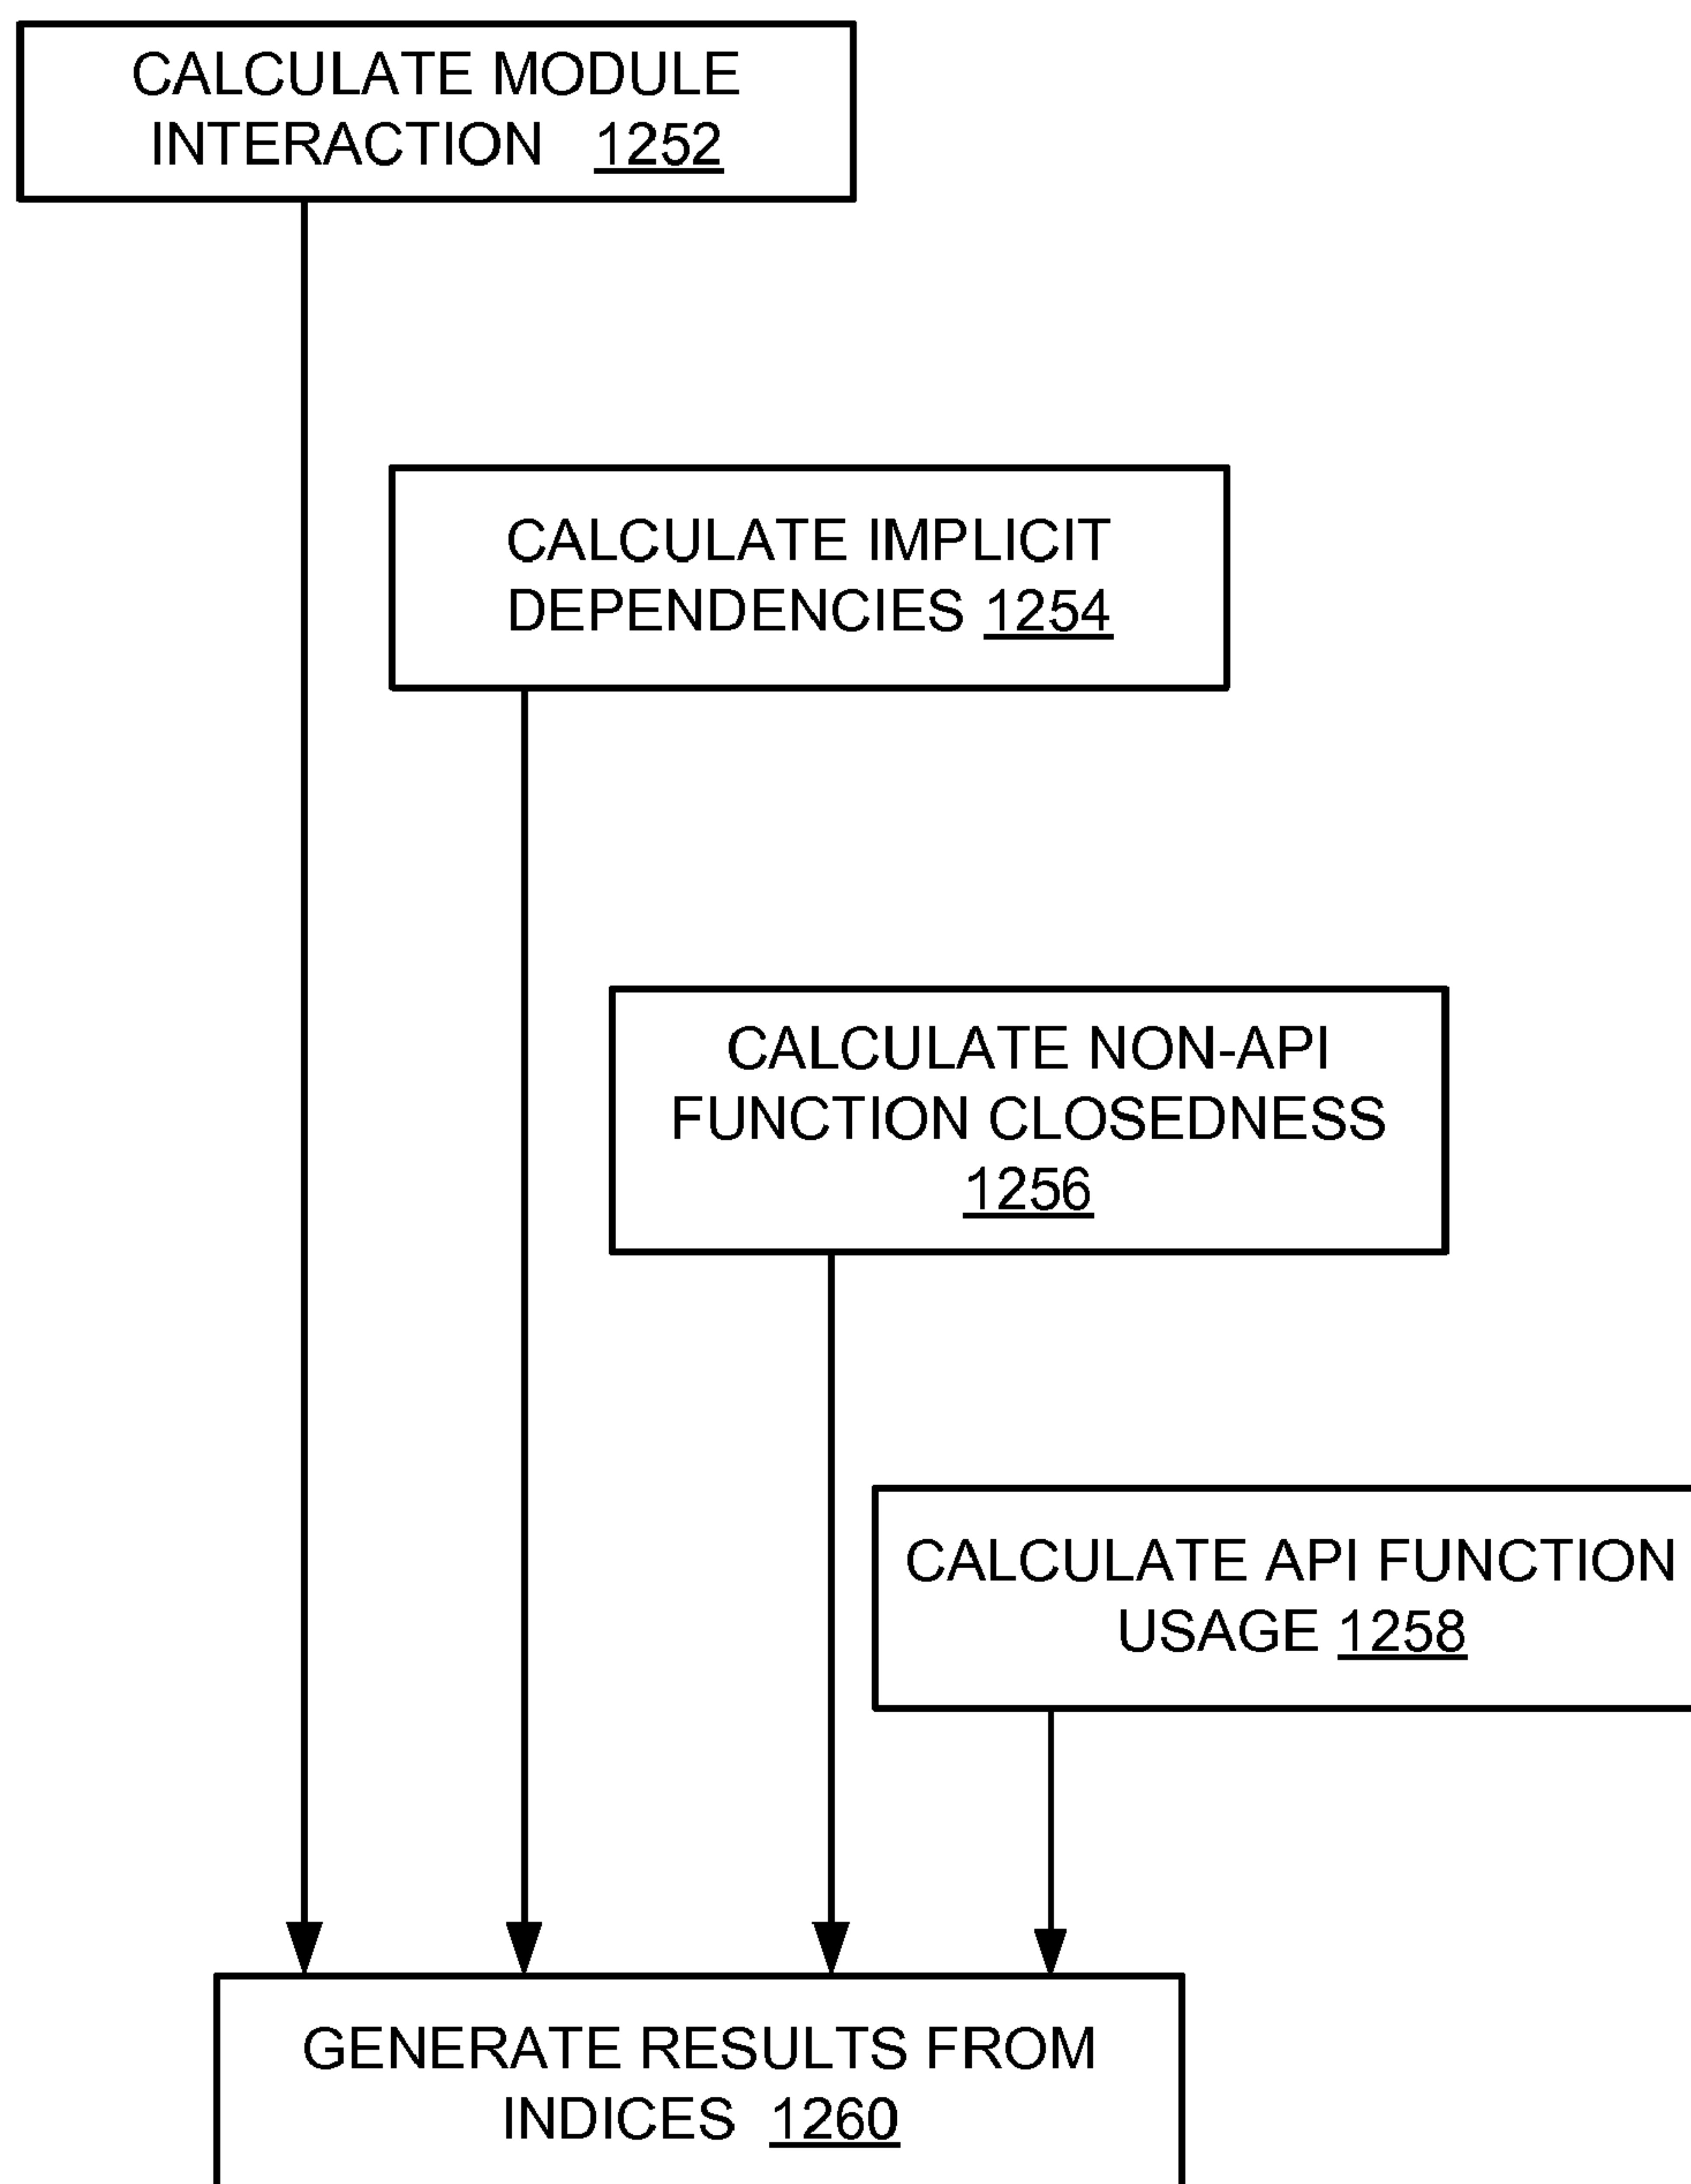 CALCULATE MODULE
INTERACTION 1252
CALCULATE IMPLICIT
DEPENDENCIES 1254
CALCULATE NON-API
FUNCTION CLOSEDNESS
1256
CALCULATE API FUNCTION
USAGE 1258
GENERATE RESULTS FROM
INDICES 1260